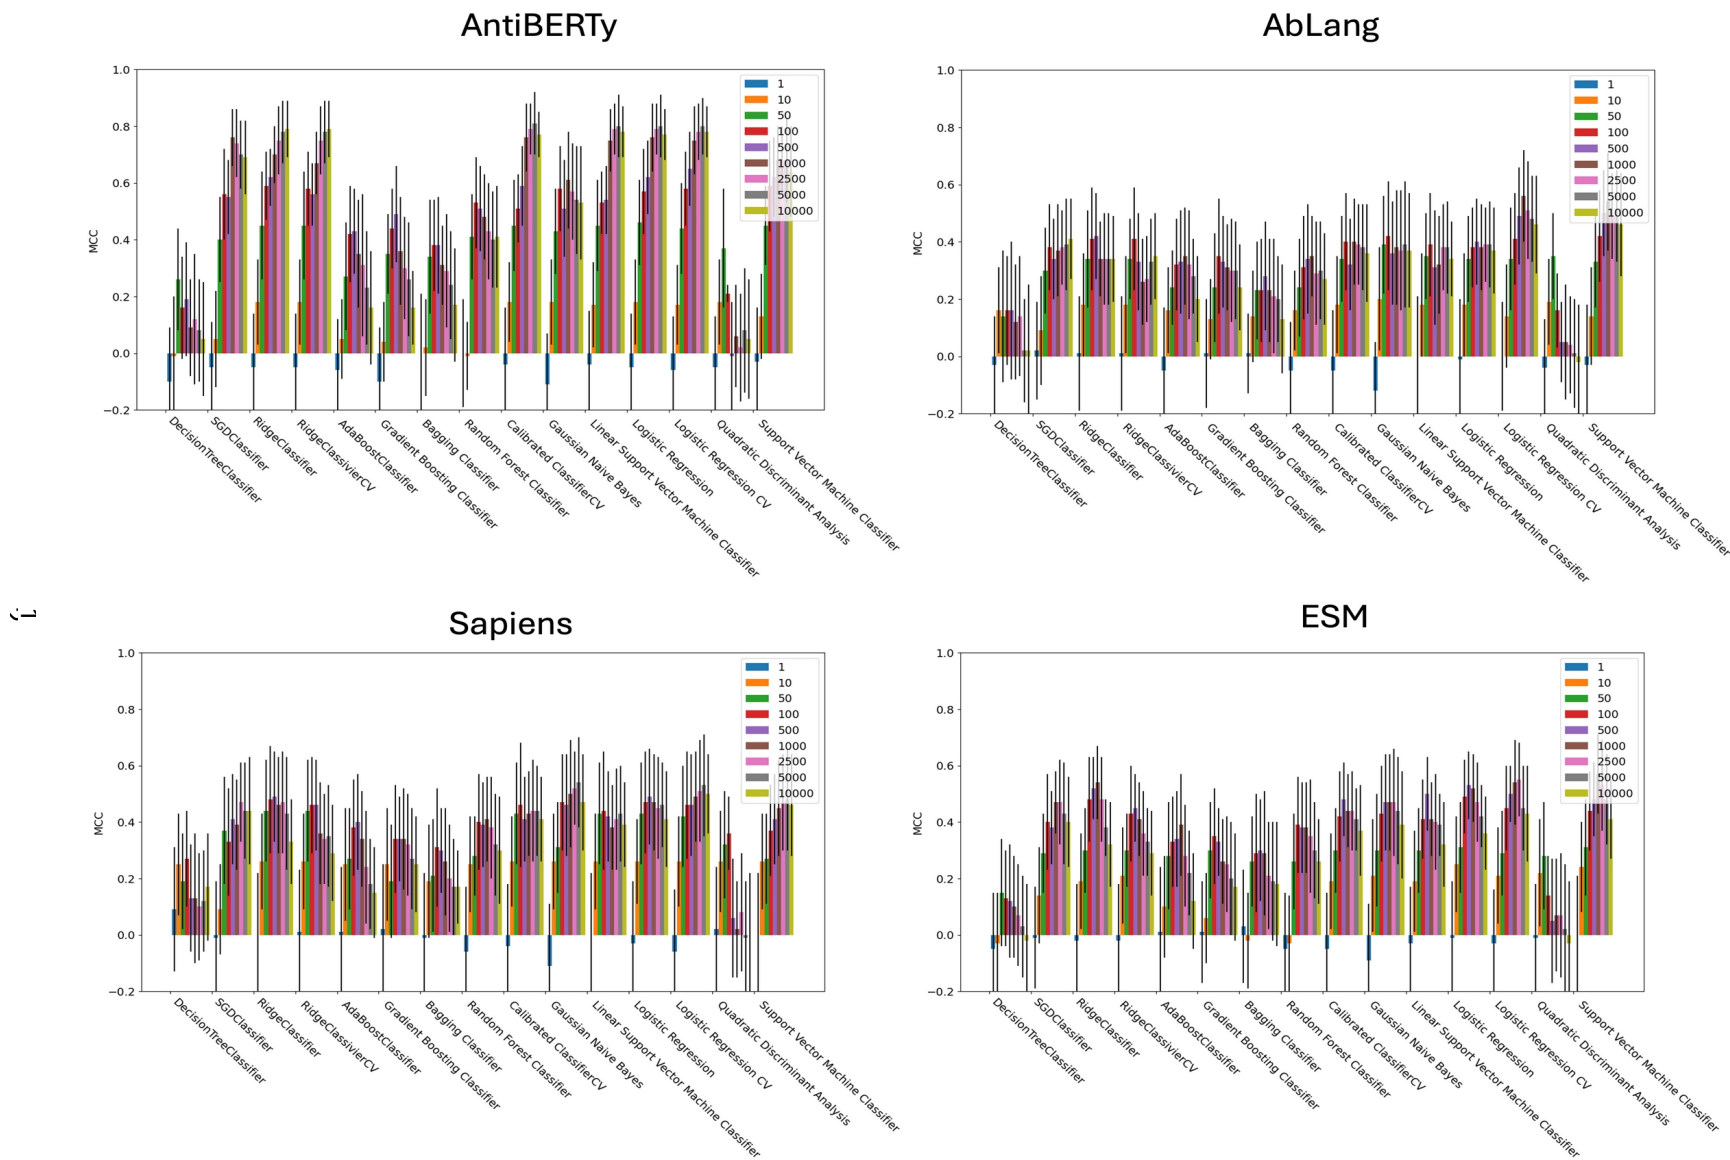 AntiBERTy
AbLang
1.0
0.8
0.6
0.4
0.2
0.0
−0.2
MCC
1
10
50
100
500
1000
2500
5000
10000
DecisionTreeClassifier
SGDClassifier
RidgeClassifier
RidgeClassivierCV
AdaBoostClassifier
Gradient Boosting Classifier
Bagging Classifier
Random Forest Classifier
Calibrated ClassifierCV
Gaussian Naive Bayes
Linear Support Vector Machine Classifier
Logistic Regression
Logistic Regression CV
Quadratic Discriminant Analysis
Support Vector Machine Classifier
1.0
0.8
0.6
0.4
0.2
0.0
−0.2
MCC
1
10
50
100
500
1000
2500
5000
10000
DecisionTreeClassifier
SGDClassifier
RidgeClassifier
RidgeClassivierCV
AdaBoostClassifier
Gradient Boosting Classifier
Bagging Classifier
Random Forest Classifier
Calibrated ClassifierCV
Gaussian Naive Bayes
Linear Support Vector Machine Classifier
Logistic Regression
Logistic Regression CV
Quadratic Discriminant Analysis
Support Vector Machine Classifier
Sapiens
ESM
1.0
0.8
0.6
0.4
0.2
0.0
−0.2
MCC
1
10
50
100
500
1000
2500
5000
10000
DecisionTreeClassifier
SGDClassifier
RidgeClassifier
RidgeClassivierCV
AdaBoostClassifier
Gradient Boosting Classifier
Bagging Classifier
Random Forest Classifier
Calibrated ClassifierCV
Gaussian Naive Bayes
Linear Support Vector Machine Classifier
Logistic Regression
Logistic Regression CV
Quadratic Discriminant Analysis
Support Vector Machine Classifier
1.0
0.8
0.6
0.4
0.2
0.0
−0.2
MCC
1
10
50
100
500
1000
2500
5000
10000
DecisionTreeClassifier
SGDClassifier
RidgeClassifier
RidgeClassivierCV
AdaBoostClassifier
Gradient Boosting Classifier
Bagging Classifier
Random Forest Classifier
Calibrated ClassifierCV
Gaussian Naive Bayes
Linear Support Vector Machine Classifier
Logistic Regression
Logistic Regression CV
Quadratic Discriminant Analysis
Support Vector Machine Classifier